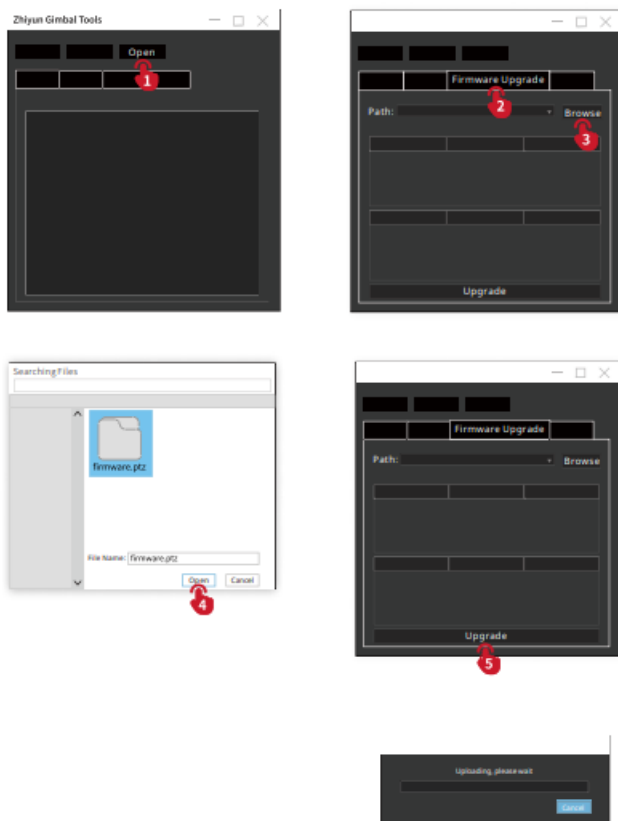 Zhiyun Gimbal Tools
Open
1
Firmware Upgrade
2
Path:
Browse
3
Upgrade
Searching Files
firmware.ptz
File Name: firmware.ptz
Open
Cancel
4
Firmware Upgrade
Path:
Browse
Upgrade
5
Uploading, please wait
Cancel